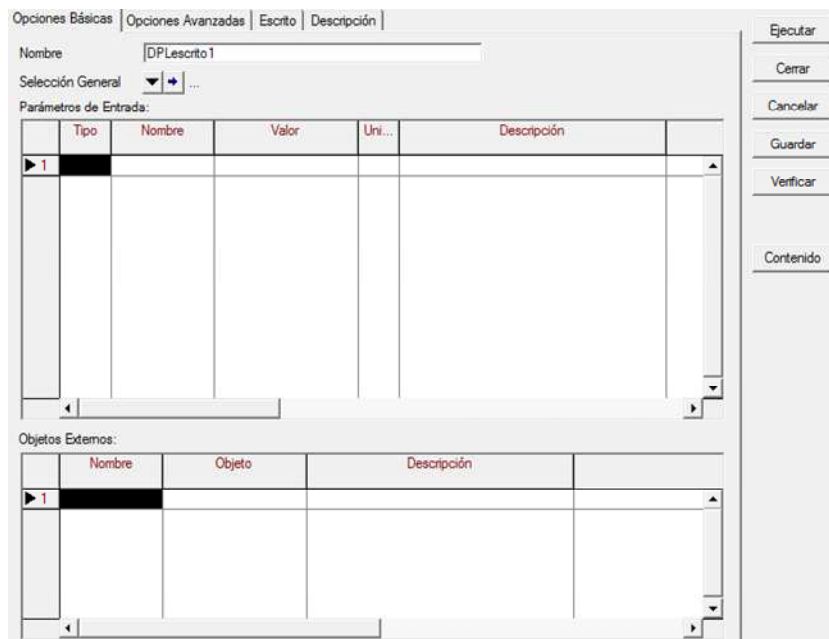 Opciones Básicas Opciones Avanzadas Escrito Descripción
Nombre DPLescrito1
Selección General ...
Parámetros de Entrada:
Tipo Nombre Valor Uni... Descripción
1
Objetos Externos:
Nombre Objeto Descripción
1
Ejecutar
Cerrar
Cancelar
Guardar
Verificar
Contenido